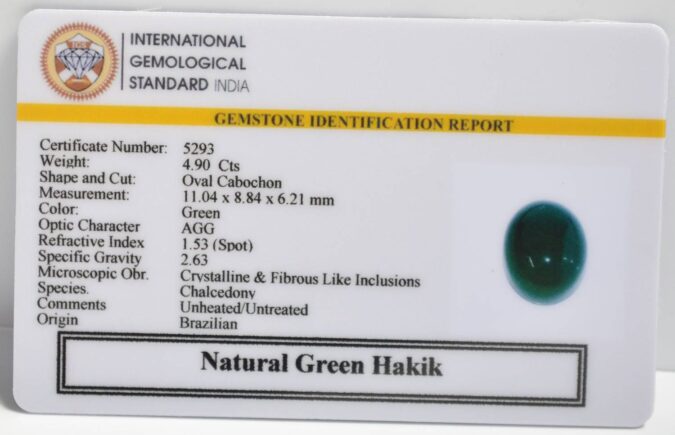 IGS
INTERNATIONAL
GEMOLOGICAL
STANDARD INDIA
GEMSTONE IDENTIFICATION REPORT
Certificate Number: 5293
Weight: 4.90 Cts
Shape and Cut: Oval Cabochon
Measurement: 11.04 x 8.84 x 6.21 mm
Color: Green
Optic Character AGG
Refractive Index 1.53 (Spot)
Specific Gravity 2.63
Microscopic Obr. Crystalline & Fibrous Like Inclusions
Species. Chalcedony
Comments Unheated/Untreated
Origin Brazilian
Natural Green Hakik